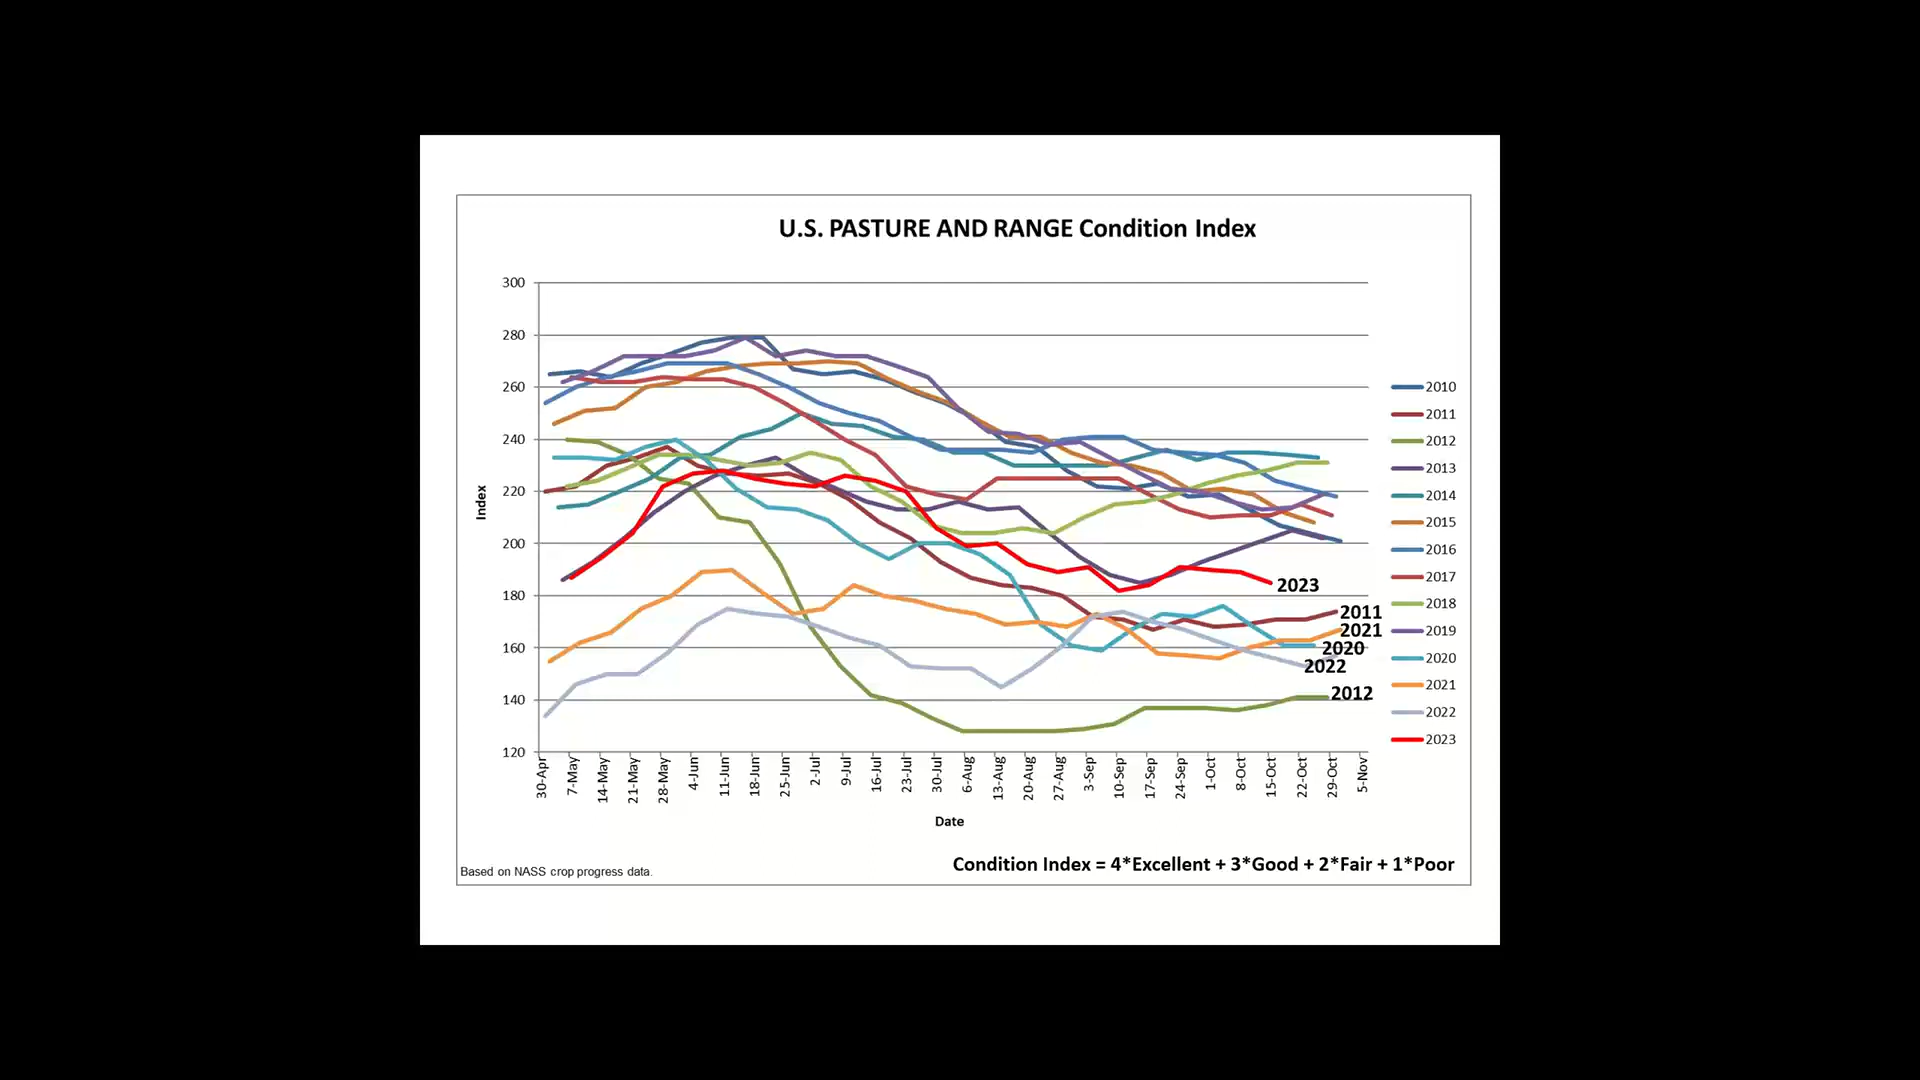 U.S. PASTURE AND RANGE Condition Index
300
280
260
240
220
200
180
160
140
120
Index
30-Apr
7-May
14-May
21-May
28-May
4-Jun
11-Jun
18-Jun
25-Jun
2-Jul
9-Jul
16-Jul
23-Jul
30-Jul
6-Aug
13-Aug
20-Aug
27-Aug
3-Sep
10-Sep
17-Sep
24-Sep
1-Oct
8-Oct
15-Oct
22-Oct
29-Oct
5-Nov
Date
2023
2011
2021
2020
2022
2012
2010
2011
2012
2013
2014
2015
2016
2017
2018
2019
2020
2021
2022
2023
Condition Index = 4*Excellent + 3*Good + 2*Fair + 1*Poor
Based on NASS crop progress data.